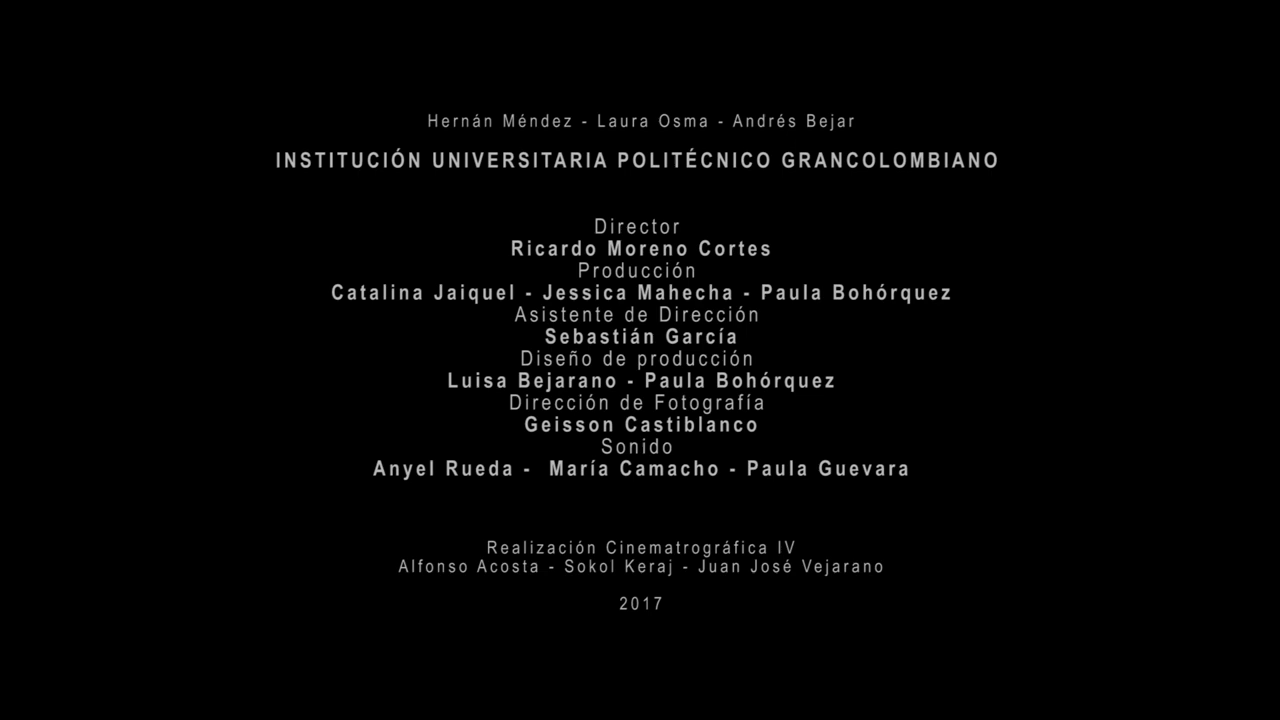 Hernán Méndez - Laura Osma - Andrés Bejar
INSTITUCIÓN UNIVERSITARIA POLITÉCNICO GRANCOLOMBIANO
Director
Ricardo Moreno Cortes
Producción
Catalina Jaiquel - Jessica Mahecha - Paula Bohórquez
Asistente de Dirección
Sebastián García
Diseño de producción
Luisa Bejarano - Paula Bohórquez
Dirección de Fotografía
Geisson Castiblanco
Sonido
Anyel Rueda -  María Camacho - Paula Guevara
Realización Cinematrográfica IV
Alfonso Acosta - Sokol Keraj - Juan José Vejarano
2017